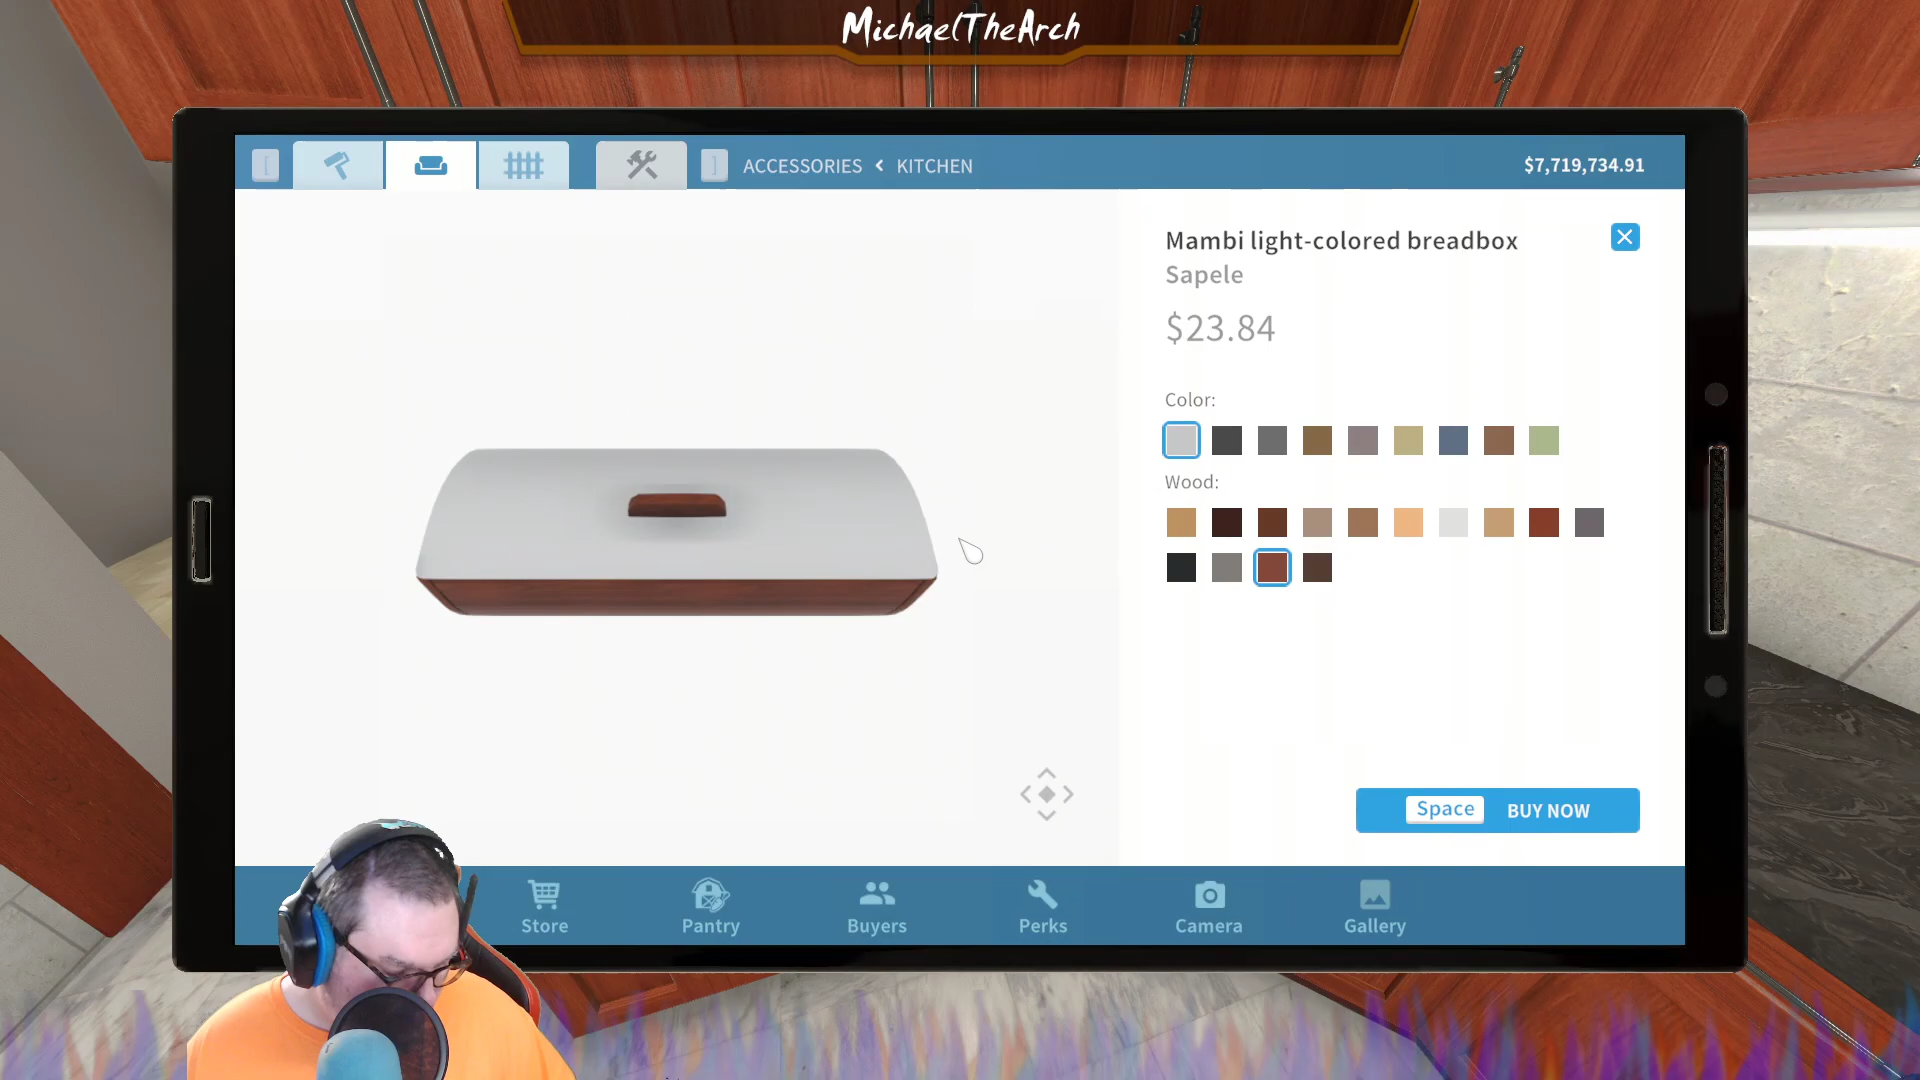 MichaelTheArch
[ ] ACCESSORIES < KITCHEN $7,719,734.91
Mambi light-colored breadbox
Sapele
$23.84
Color:
Wood:
Space BUY NOW
Store Pantry Buyers Perks Camera Gallery